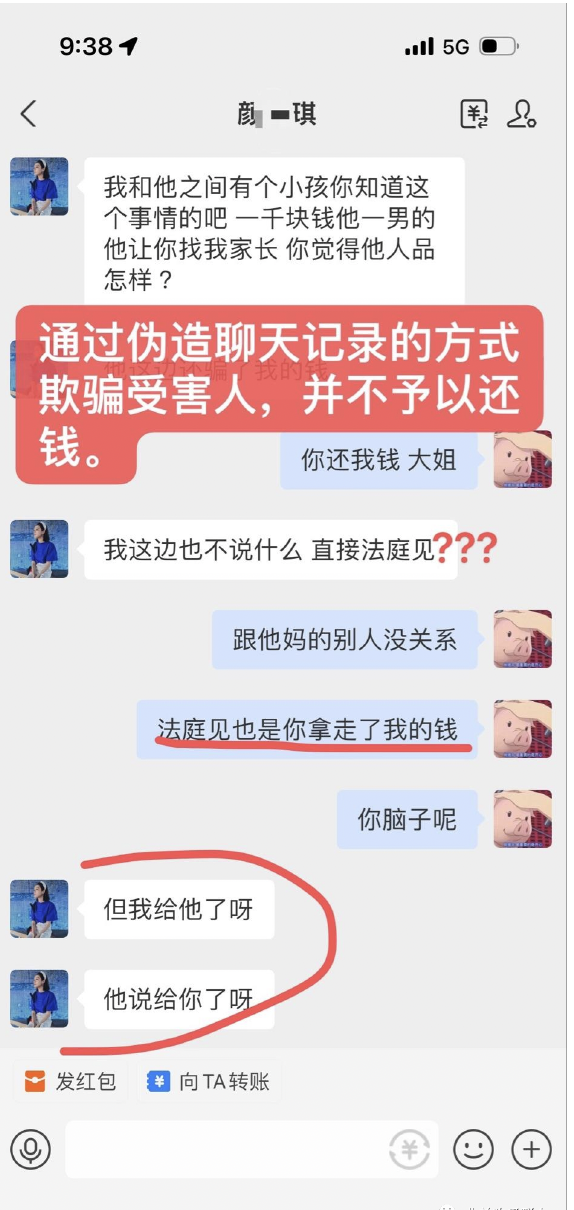 9:38
5G
颜 琪
我和他之间有个小孩你知道这
个事情的吧 一千块钱他一男的
他让你找我家长 你觉得他人品
怎样？
他这边还骗了我的钱
通过伪造聊天记录的方式
欺骗受害人，并不予以还
钱。
你还我钱 大姐
我这边也不说什么 直接法庭见
???
跟他妈的别人没关系
法庭见也是你拿走了我的钱
你脑子呢
但我给他了呀
他说给你了呀
发红包
向TA转账